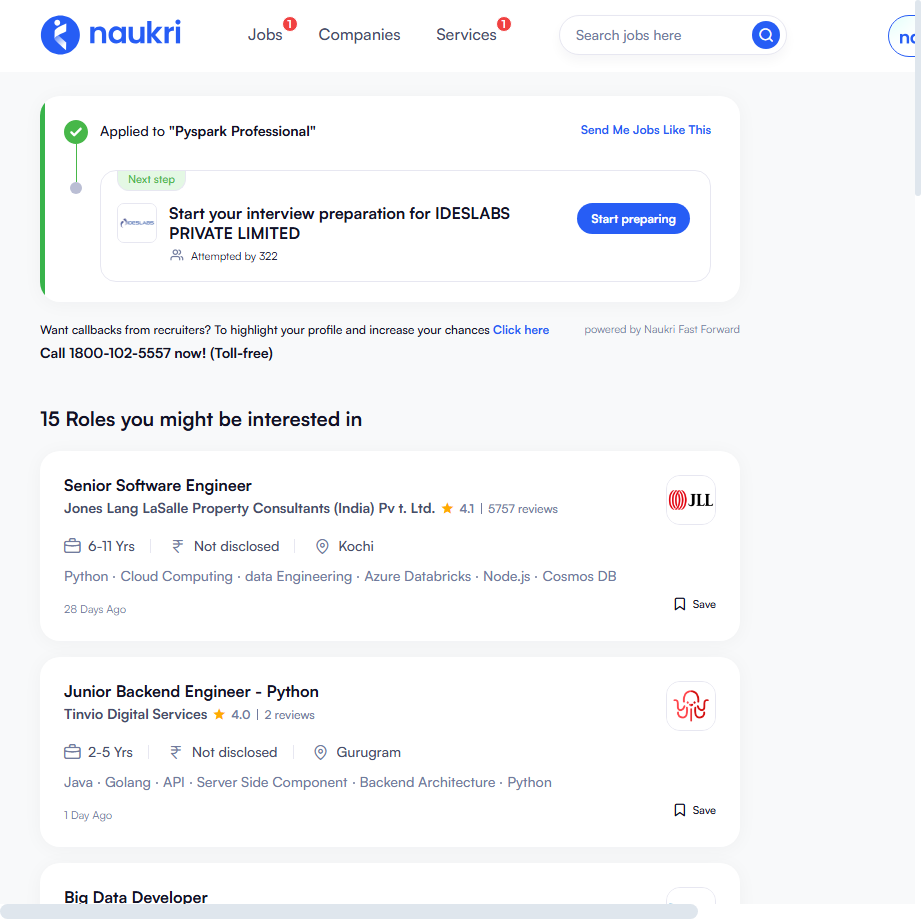 naukri
Jobs 1 Companies Services 1 Search jobs here
Applied to "Pyspark Professional" Send Me Jobs Like This
Next step
IDESLABS
Start your interview preparation for IDESLABS
PRIVATE LIMITED
Start preparing
Attempted by 322
Want callbacks from recruiters? To highlight your profile and increase your chances Click here powered by Naukri Fast Forward
Call 1800-102-5557 now! (Toll-free)
15 Roles you might be interested in
Senior Software Engineer
JLL
Jones Lang LaSalle Property Consultants (India) Pv t. Ltd. 4.1 | 5757 reviews
6-11 Yrs ₹ Not disclosed Kochi
Python · Cloud Computing · data Engineering · Azure Databricks · Node.js · Cosmos DB
28 Days Ago Save
Junior Backend Engineer - Python
Tinvio Digital Services 4.0 | 2 reviews
2-5 Yrs ₹ Not disclosed Gurugram
Java · Golang · API · Server Side Component · Backend Architecture · Python
1 Day Ago Save
Big Data Developer